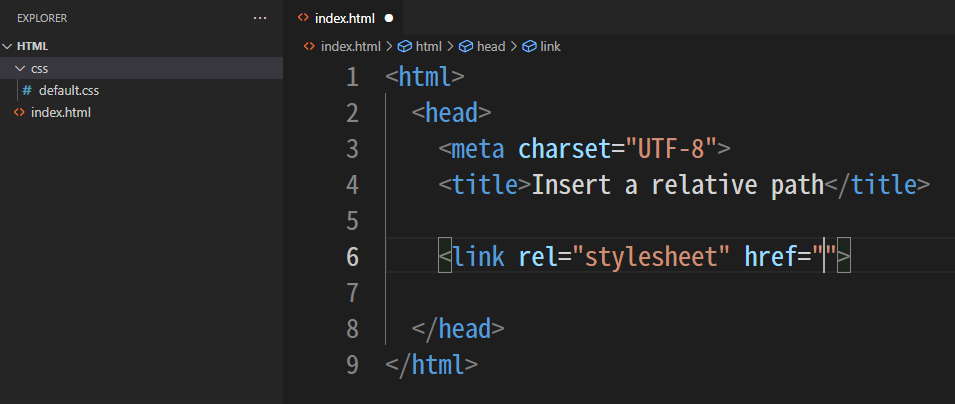 EXPLORER
···
HTML
css
# default.css
<> index.html
<> index.html ●
<> index.html > html > head > link
1 <html>
2 <head>
3 <meta charset="UTF-8">
4 <title>Insert a relative path</title>
5
6 <link rel="stylesheet" href="">
7
8 </head>
9 </html>